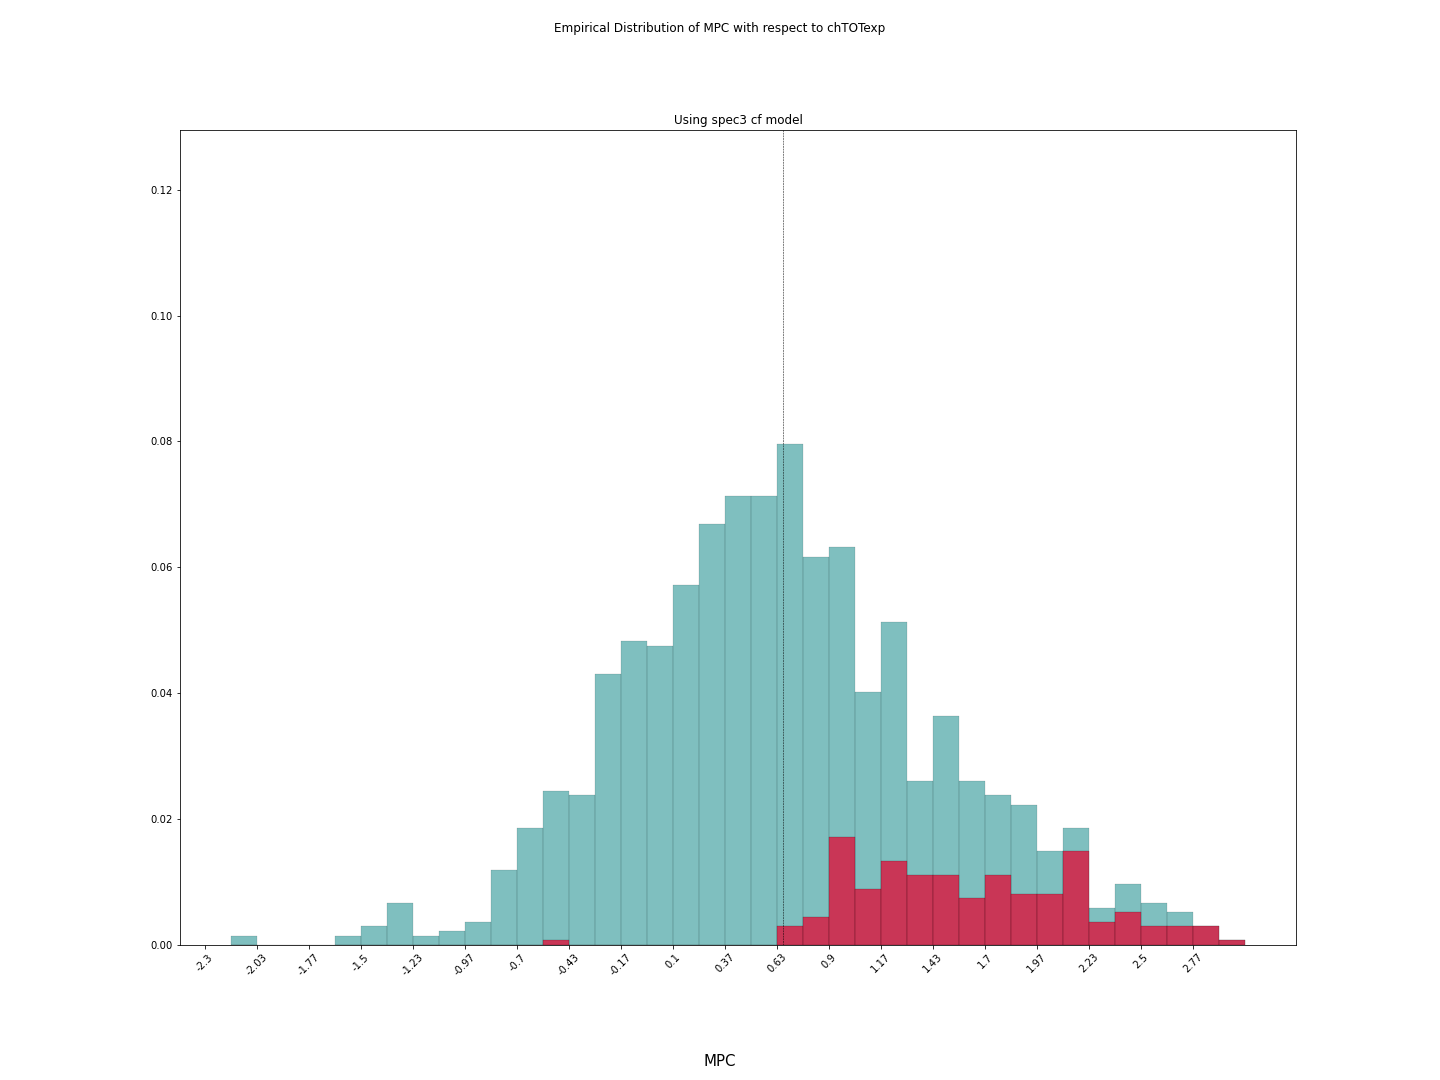 Empirical Distribution of MPC with respect to chTOTexp
Using spec3 cf model
0.12
0.10
0.08
0.06
0.04
0.02
0.00
-2.3 -2.03 -1.77 -1.5 -1.23 -0.97 -0.7 -0.43 -0.17 0.1 0.37 0.63 0.9 1.17 1.43 1.7 1.97 2.23 2.5 2.77
MPC